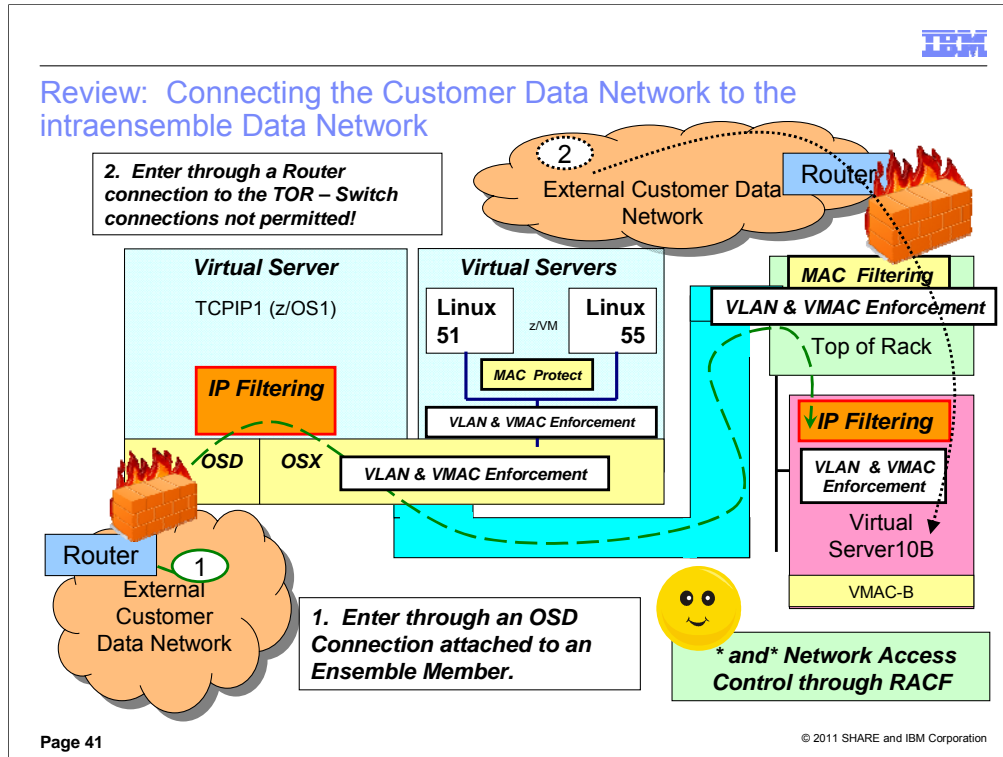 IBM
Review: Connecting the Customer Data Network to the
intraensemble Data Network
2. Enter through a Router
connection to the TOR – Switch
connections not permitted!
2
External Customer Data
Network
Router
Virtual Server
TCPIP1 (z/OS1)
IP Filtering
Virtual Servers
Linux
51
z/VM
Linux
55
MAC Protect
VLAN & VMAC Enforcement
OSD
OSX
VLAN & VMAC Enforcement
MAC Filtering
VLAN & VMAC Enforcement
Top of Rack
IP Filtering
VLAN & VMAC
Enforcement
Virtual
Server10B
VMAC-B
Router
1
External
Customer
Data Network
1. Enter through an OSD
Connection attached to an
Ensemble Member.
* and* Network Access
Control through RACF
Page 41
© 2011 SHARE and IBM Corporation